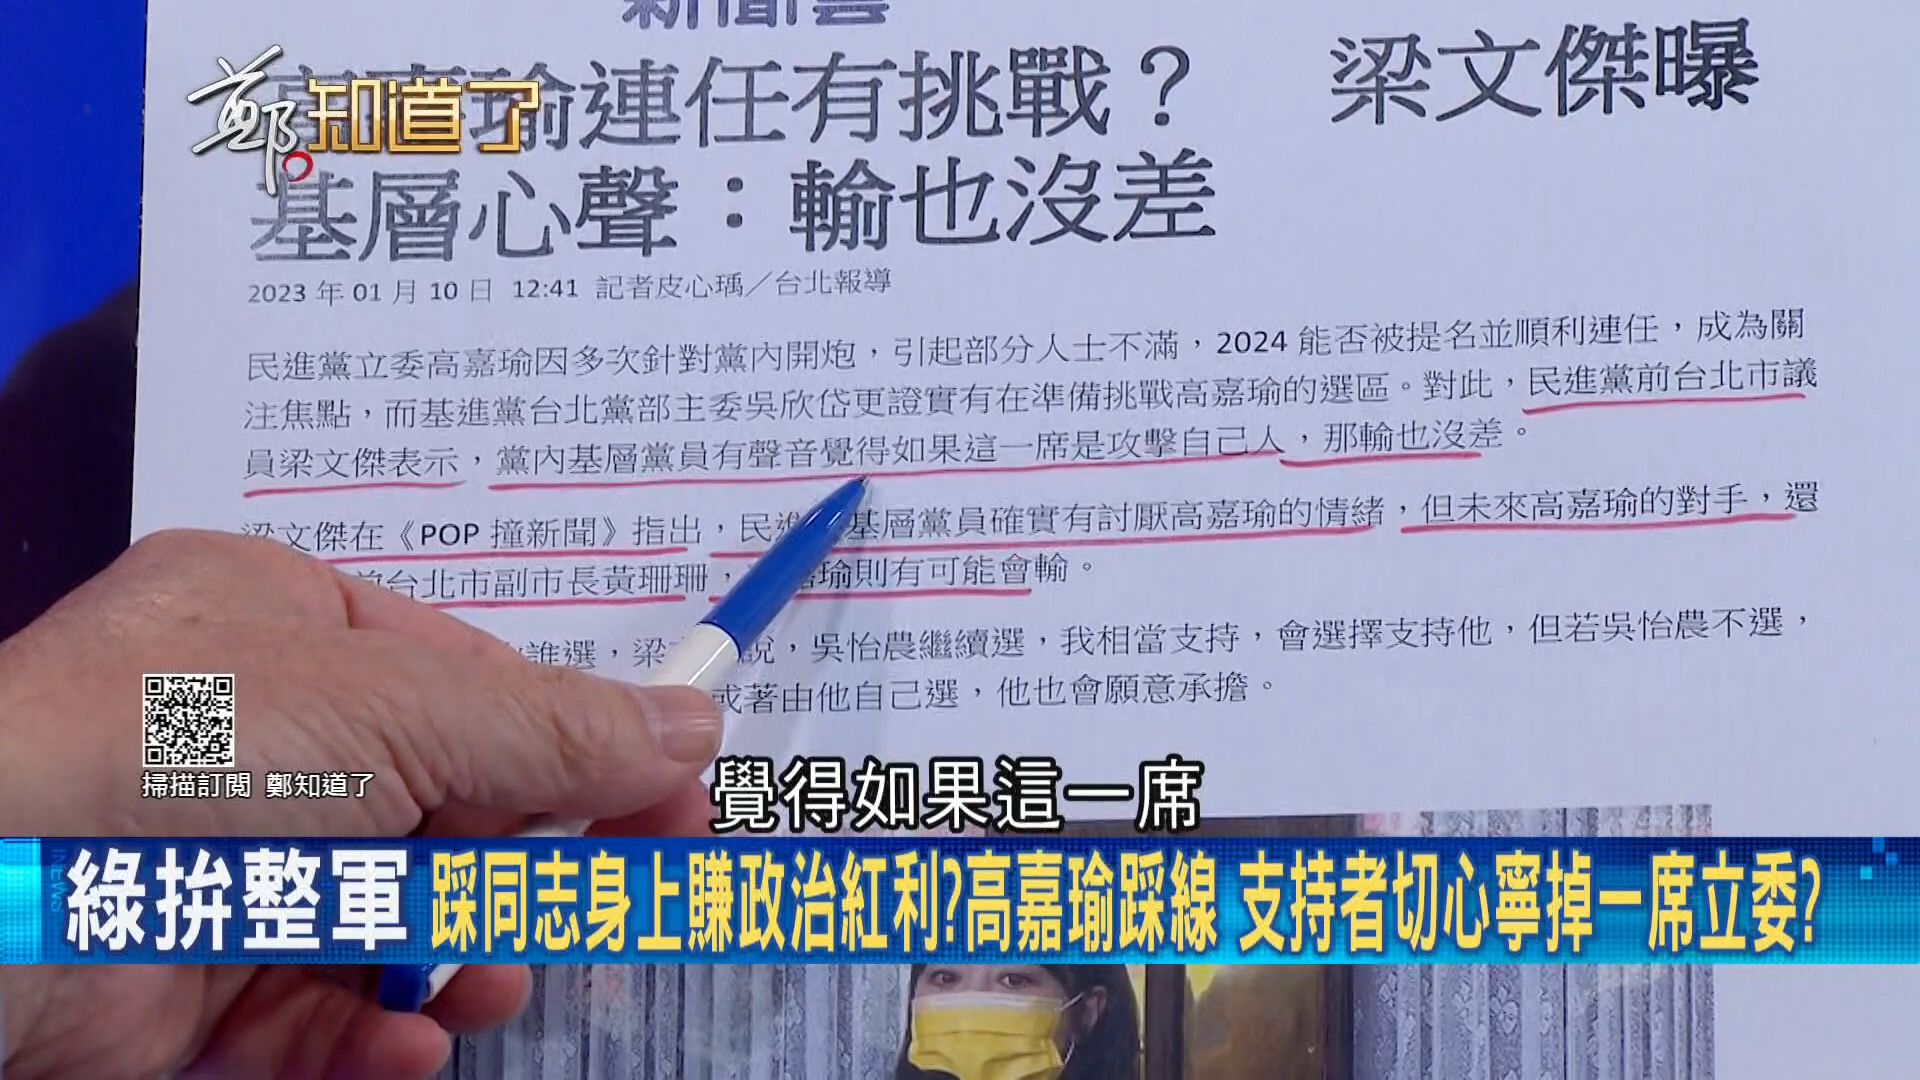 新聞雲
鄭知道了
瑜連任有挑戰？ 梁文傑曝
基層心聲：輸也沒差
2023 年 01 月 10 日 12:41 記者皮心瑀／台北報導
民進黨立委高嘉瑜因多次針對黨內開炮，引起部分人士不滿，2024 能否被提名並順利連任，成為關
注焦點，而基進黨台北黨部主委吳欣岱更證實有在準備挑戰高嘉瑜的選區。對此，民進黨前台北市議
員梁文傑表示，黨內基層黨員有聲音覺得如果這一席是攻擊自己人，那輸也沒差。
梁文傑在《POP 撞新聞》指出，民進 基層黨員確實有討厭高嘉瑜的情緒，但未來高嘉瑜的對手，還
前台北市副市長黃珊珊， 瑜則有可能會輸。
誰選，梁 說，吳怡農繼續選，我相當支持，會選擇支持他，但若吳怡農不選，
或著由他自己選，他也會願意承擔。
掃描訂閱 鄭知道了
覺得如果這一席
綠拚整軍 踩同志身上賺政治紅利?高嘉瑜踩線 支持者切心寧掉一席立委?